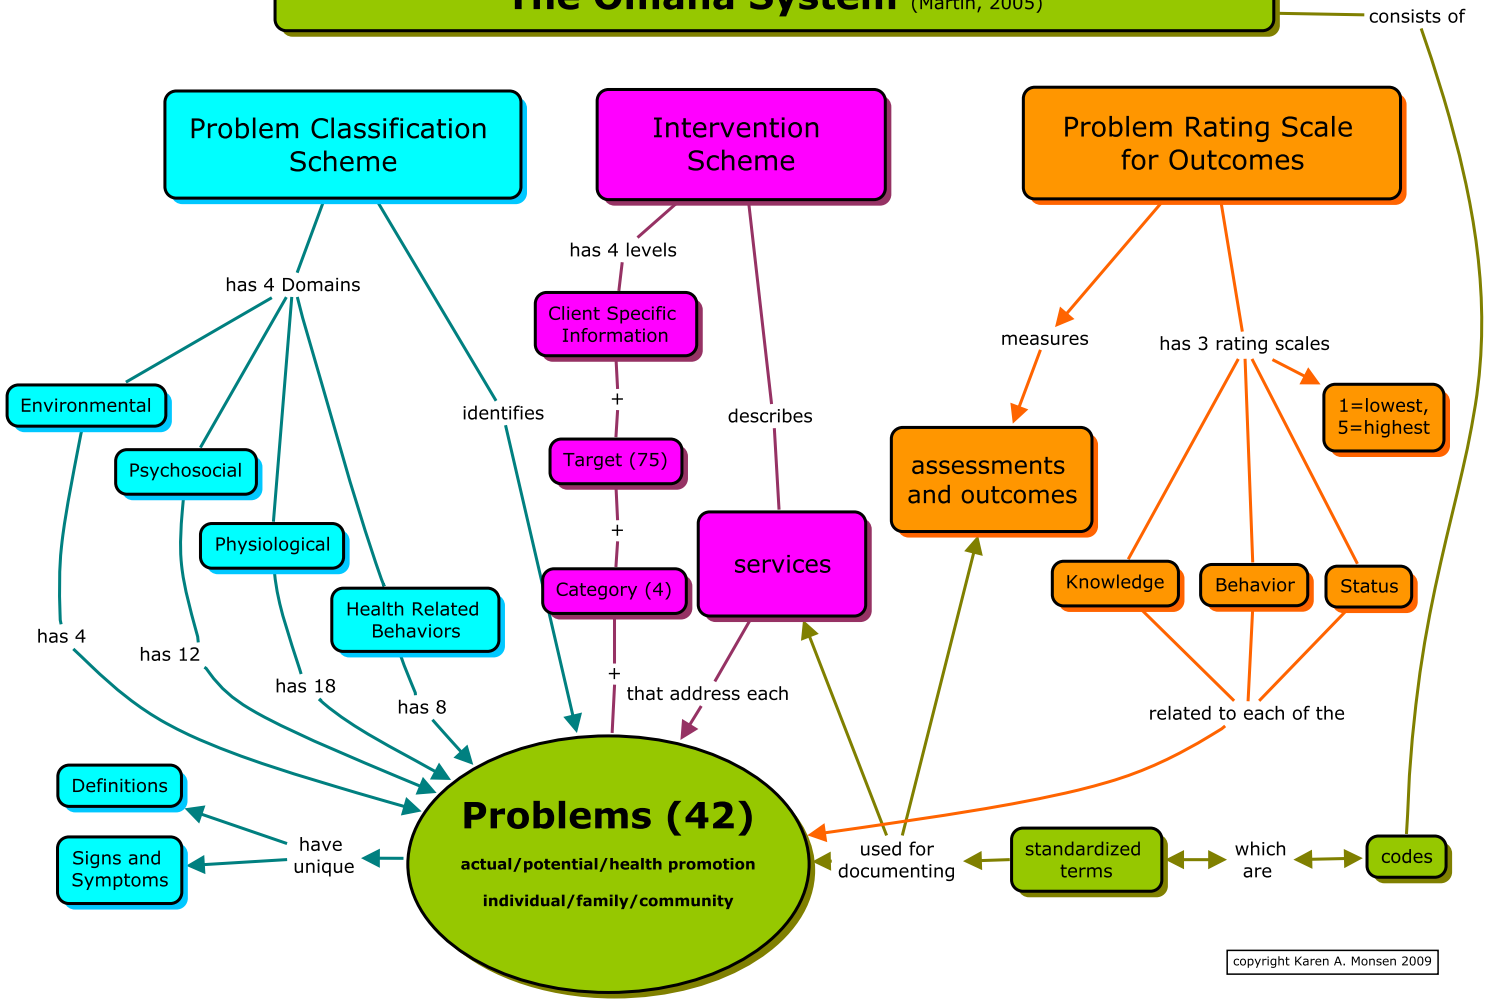 The Omaha System (Martin, 2005)
consists of
Problem Classification
Scheme
Intervention
Scheme
Problem Rating Scale
for Outcomes
has 4 levels
has 4 Domains
Client Specific
Information
measures
has 3 rating scales
Environmental
+
1=lowest,
5=highest
identifies
describes
Psychosocial
Target (75)
assessments
and outcomes
+
Physiological
services
Category (4)
Knowledge
Behavior
Status
Health Related
Behaviors
has 4
has 12
+
has 18
that address each
has 8
related to each of the
Definitions
Problems (42)
actual/potential/health promotion
individual/family/community
have
unique
Signs and
Symptoms
used for
documenting
standardized
terms
which
are
codes
copyright Karen A. Monsen 2009